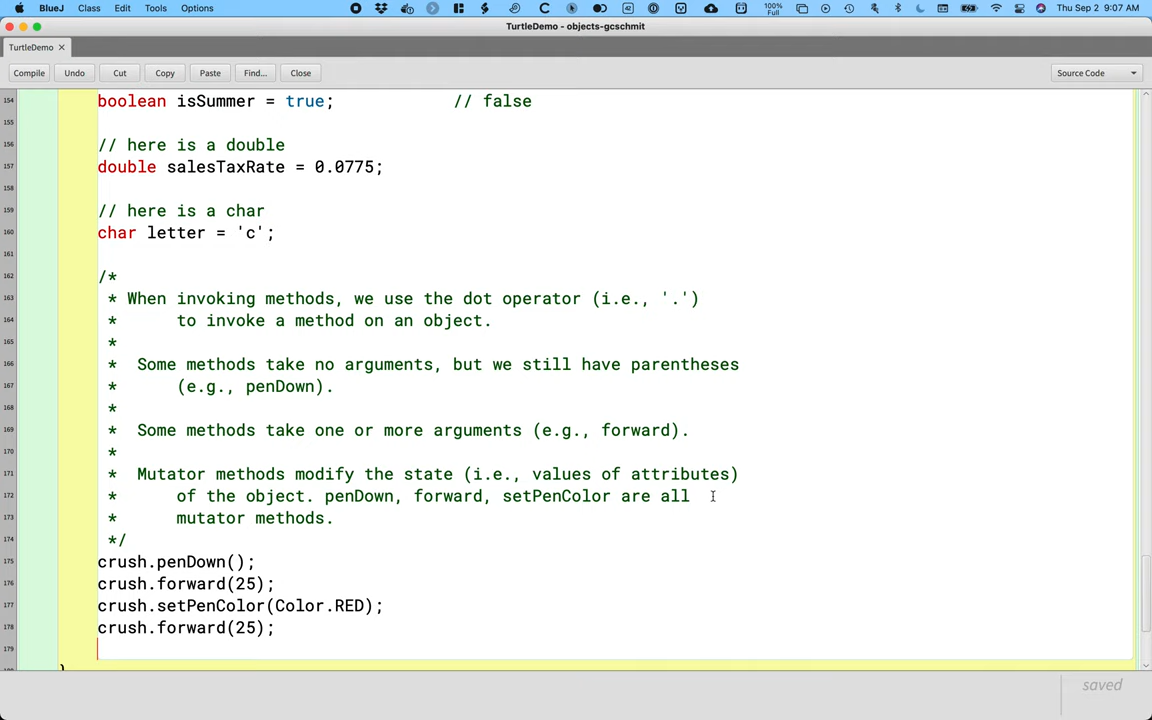 BlueJ Class Edit Tools Options 100% Full Thu Sep 2 9:07 AM
TurtleDemo - objects-gcschmit
TurtleDemo ✕
Compile Undo Cut Copy Paste Find... Close Source Code
154 boolean isSummer = true; // false
155
156 // here is a double
157 double salesTaxRate = 0.0775;
158
159 // here is a char
160 char letter = 'c';
161
162 /*
163 * When invoking methods, we use the dot operator (i.e., '.')
164 * to invoke a method on an object.
165 *
166 * Some methods take no arguments, but we still have parentheses
167 * (e.g., penDown).
168 *
169 * Some methods take one or more arguments (e.g., forward).
170 *
171 * Mutator methods modify the state (i.e., values of attributes)
172 * of the object. penDown, forward, setPenColor are all
173 * mutator methods.
174 */
175 crush.penDown();
176 crush.forward(25);
177 crush.setPenColor(Color.RED);
178 crush.forward(25);
179
saved